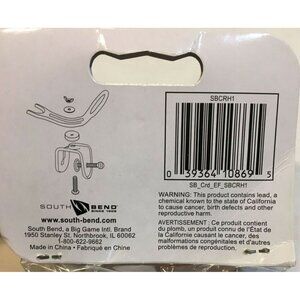 SBCRH1
0 39364 10869 5
SB_Crd_EF_SBCRH1
SOUTH BEND
SINCE 1906
www.south-bend.com
South Bend, a Big Game Intl. Brand
1950 Stanley St. Northbrook, IL 60062
1-800-622-9662
Made in China • Fabriqué en Chine
WARNING: This product contains lead, a
chemical known to the state of California
to cause cancer, birth defects and other
reproductive harm.
AVERTISSEMENT : Ce produit contient
du plomb, un produit de l'État de
la Californie causant le cancer, des
malformations congénitales et d'autres
problèmes de reproduction.